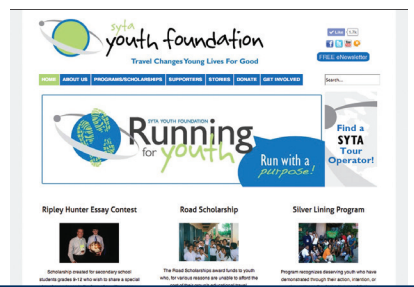 syta
youth foundation
Travel Changes Young Lives For Good
Like
FREE eNewsletter
HOME ABOUT US PROGRAMS/SCHOLARSHIPS SUPPORTERS STORIES DONATE GET INVOLVED
Search...
SYTA YOUTH FOUNDATION
Running
for youth
Run with a
purpose!
Find a
SYTA
Tour
Operator!
Ripley Hunter Essay Contest
Road Scholarship
Silver Lining Program
Scholarship created for secondary school
students grades 9-12 who wish to share a special
The Road Scholarships award funds to youth
who, for various reasons are unable to afford the
Program recognizes deserving youth who have
demonstrated through their action, intention, or